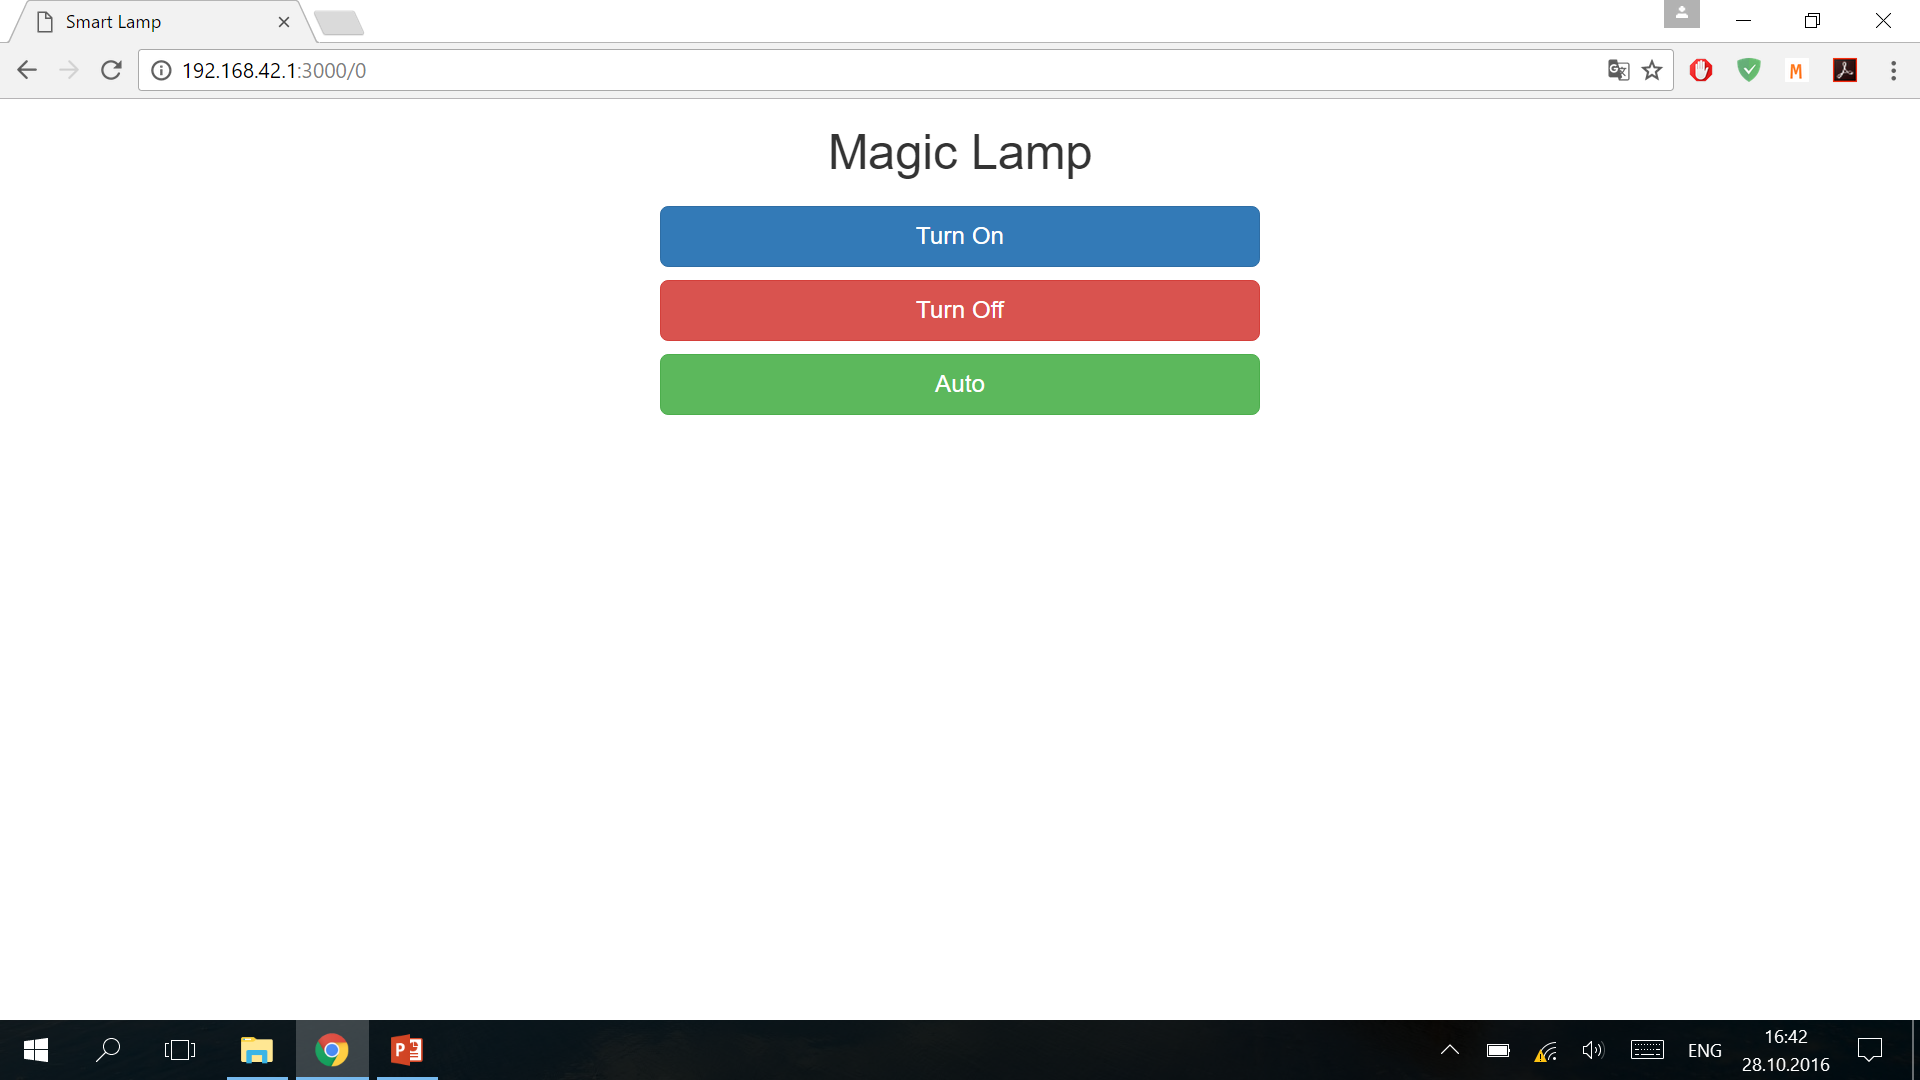 Smart Lamp
192.168.42.1:3000/0
M
Magic Lamp
Turn On
Turn Off
Auto
P
ENG
16:42
28.10.2016